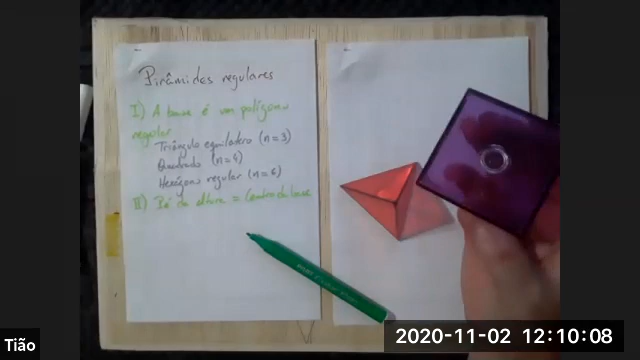 Pirâmides regulares
I) A base é um polígono
regular
Triângulo equilátero (n=3)
Quadrado (n=4)
Hexágono regular (n=6)
II) Pé da altura = Centro da base
Tião
2020-11-02 12:10:08